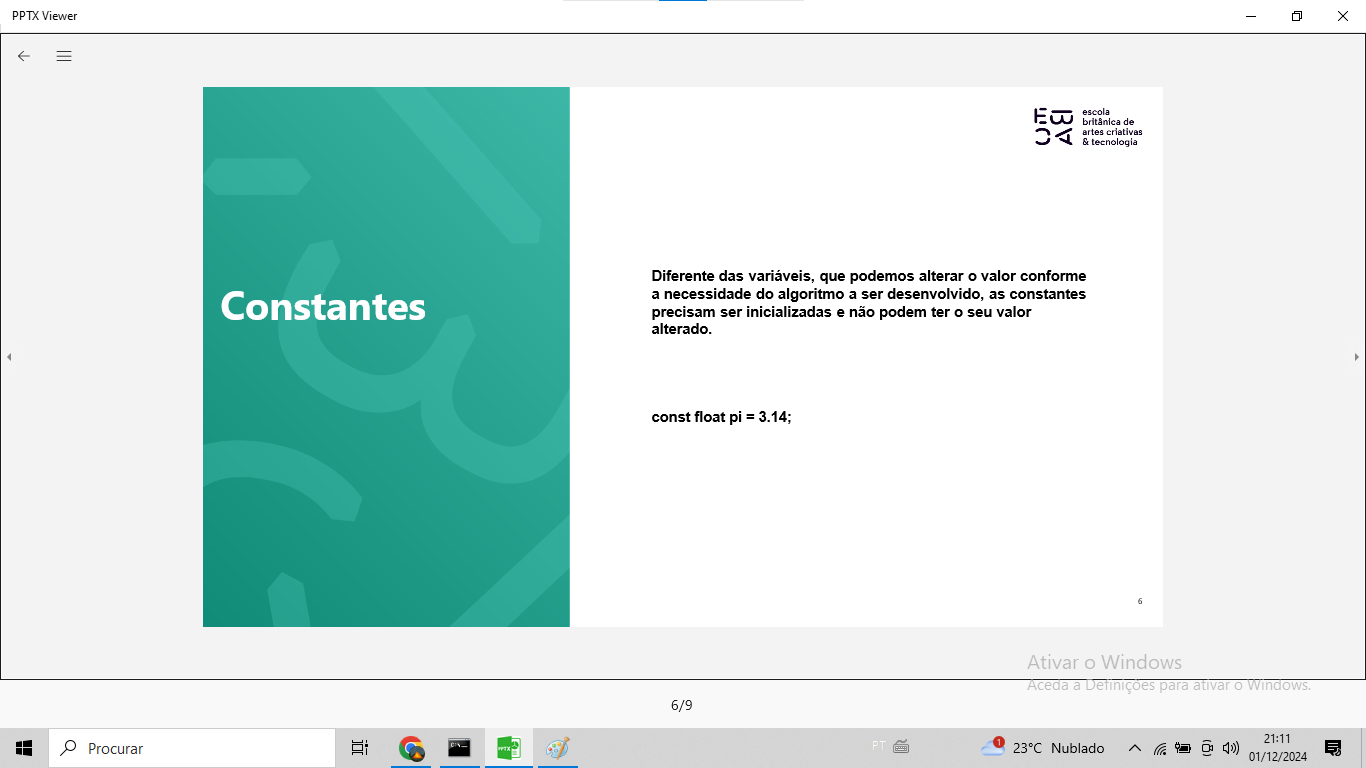 PPTX Viewer
EBAC
escola
britânica de
artes criativas
& tecnologia
Constantes
Diferente das variáveis, que podemos alterar o valor conforme
a necessidade do algoritmo a ser desenvolvido, as constantes
precisam ser inicializadas e não podem ter o seu valor
alterado.
const float pi = 3.14;
6
Ativar o Windows
Aceda a Definições para ativar o Windows.
6/9
Procurar
PPTX
PT
1
23°C Nublado
21:11
01/12/2024